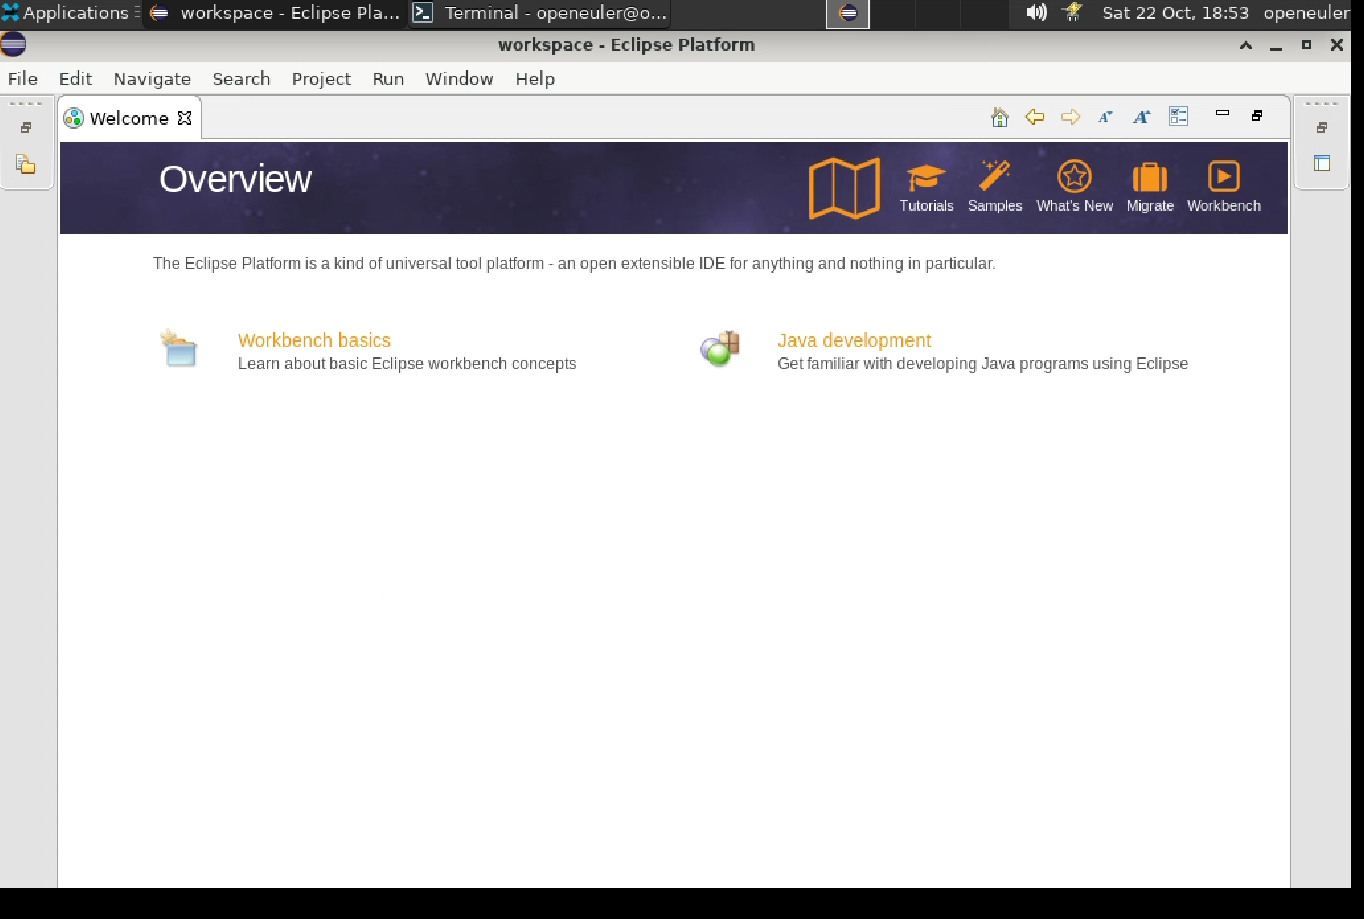 Applications workspace - Eclipse Pla... Terminal - openeuler@o... Sat 22 Oct, 18:53 openeuler
workspace - Eclipse Platform
File Edit Navigate Search Project Run Window Help
Welcome
Overview
Tutorials Samples What's New Migrate Workbench
The Eclipse Platform is a kind of universal tool platform - an open extensible IDE for anything and nothing in particular.
Workbench basics
Learn about basic Eclipse workbench concepts
Java development
Get familiar with developing Java programs using Eclipse